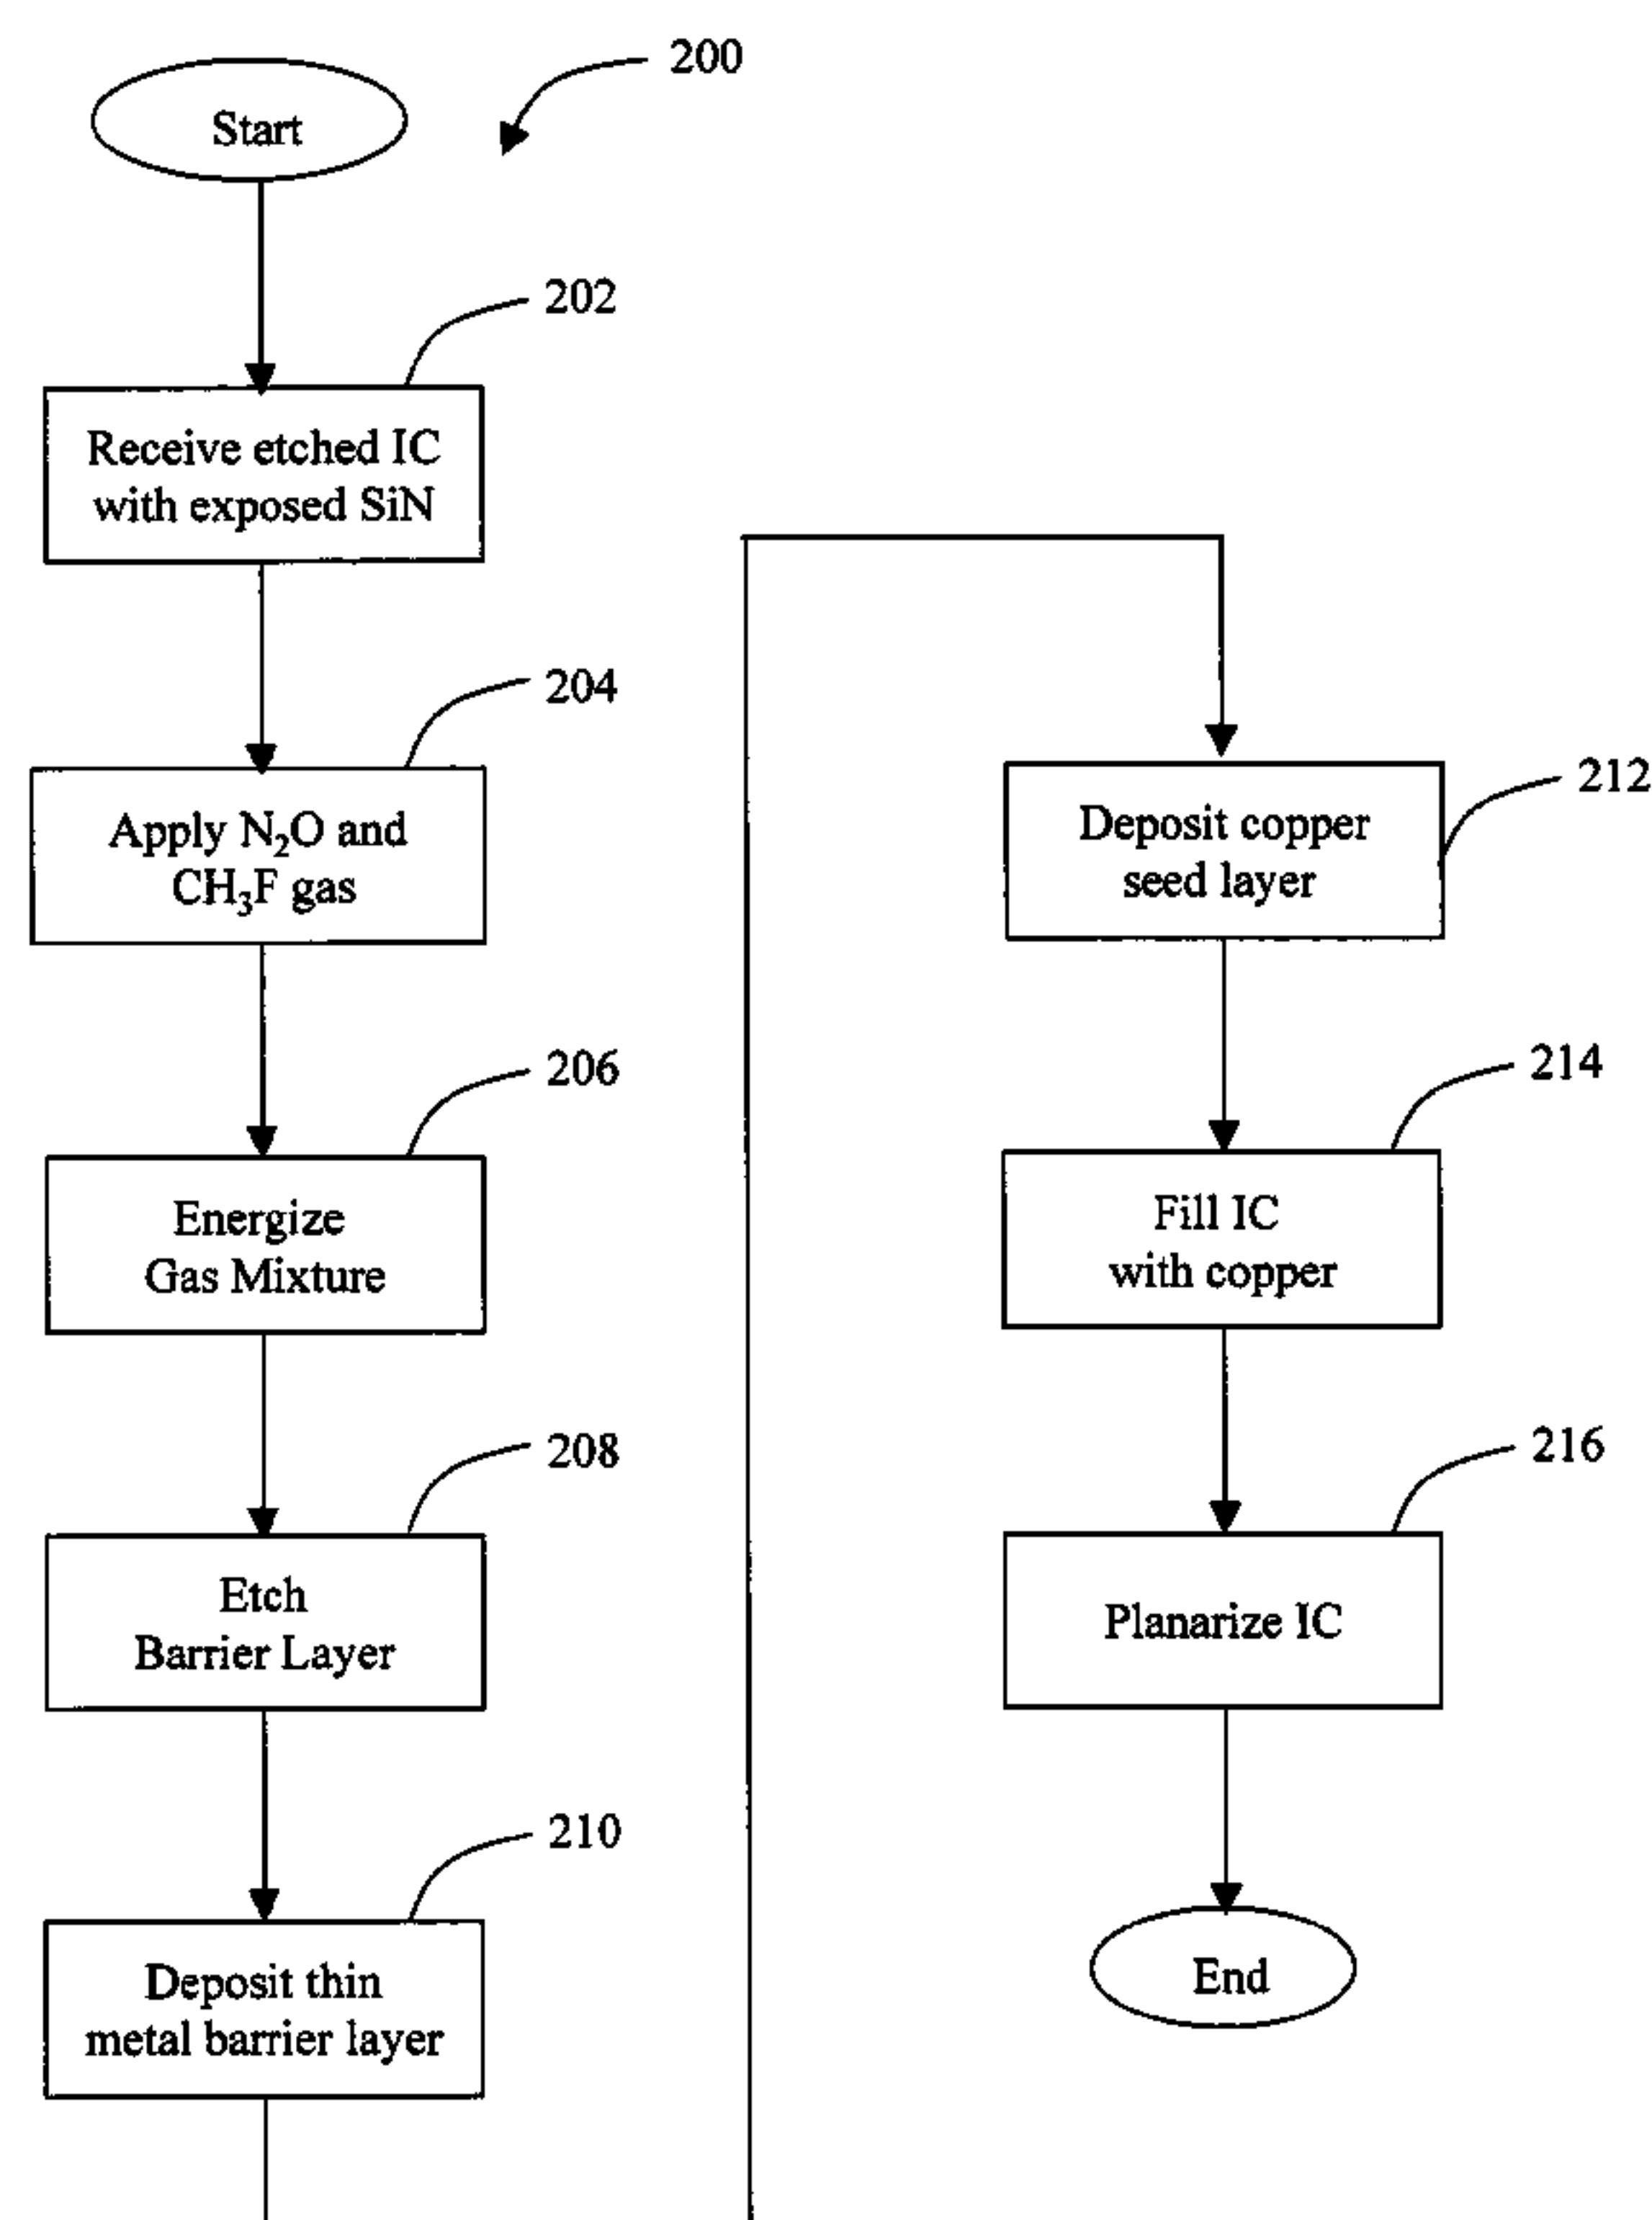 200
Start
202
Receive etched IC
with exposed SiN
204
Apply N₂O and
CH₃F gas
206
Energize
Gas Mixture
208
Etch
Barrier Layer
210
Deposit thin
metal barrier layer
212
Deposit copper
seed layer
214
Fill IC
with copper
216
Planarize IC
End